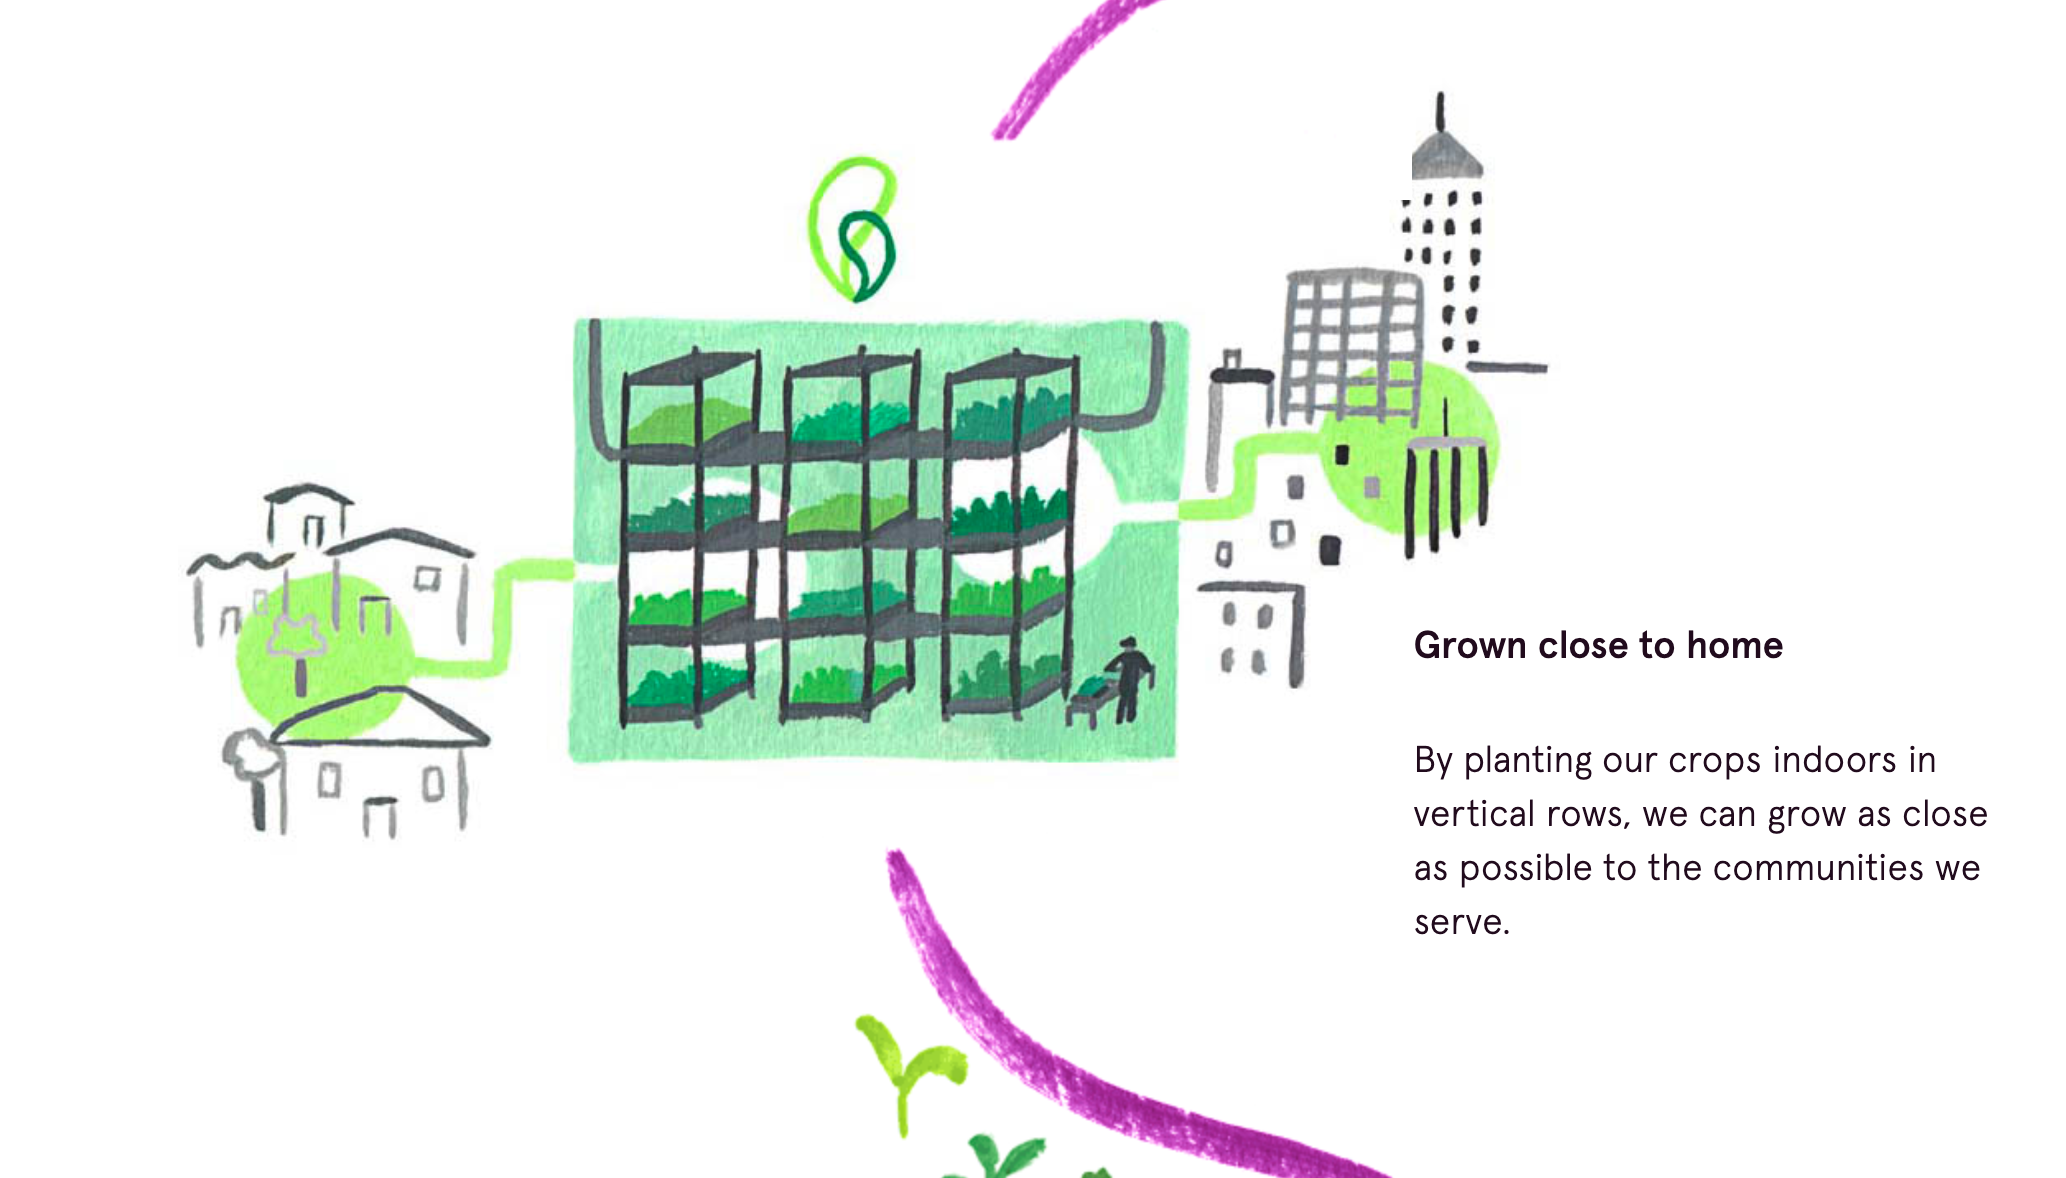 Grown close to home
By planting our crops indoors in
vertical rows, we can grow as close
as possible to the communities we
serve.